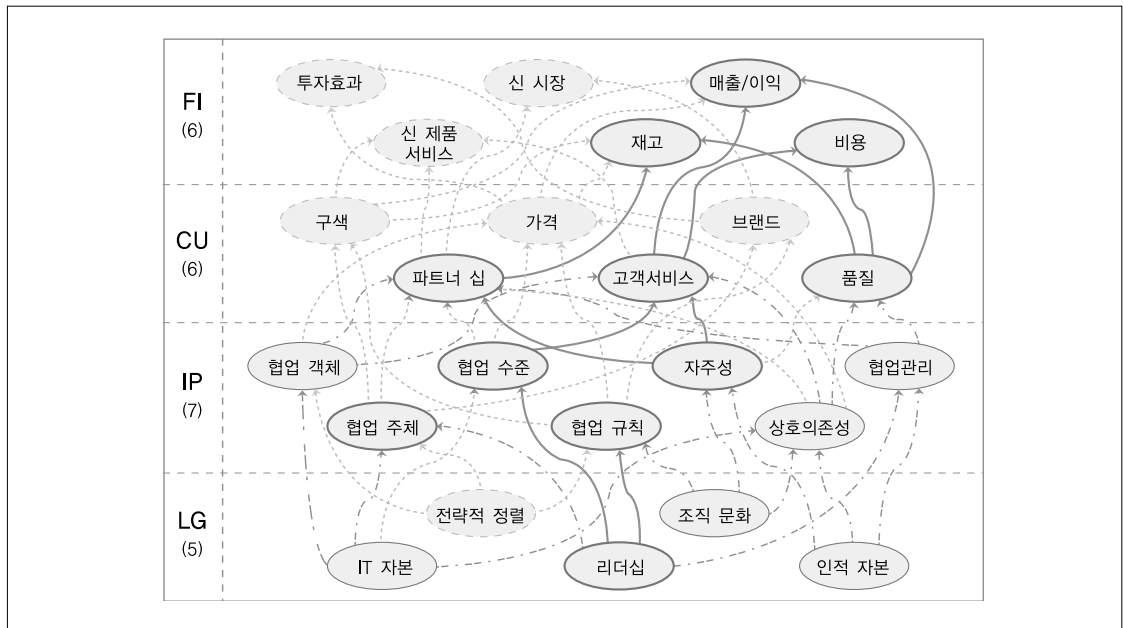 투자효과
신 시장
매출/이익
FI
(6)
신 제품
서비스
재고
비용
구색
가격
브랜드
CU
(6)
파트너 십
고객서비스
품질
IP
(7)
협업 객체
협업 수준
자주성
협업관리
협업 주체
협업 규칙
상호의존성
LG
(5)
전략적 정렬
조직 문화
IT 자본
리더십
인적 자본